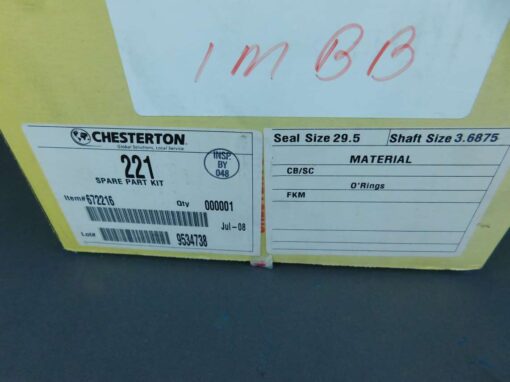 1 M B B
CHESTERTON
Global Solutions, Local Service.
221
SPARE PART KIT
INSP.
BY
048
Item# 672216
Qty 000001
Jul-08
Lot# 9534738
Seal Size 29.5
Shaft Size 3.6875
MATERIAL
CB/SC
O'Rings
FKM